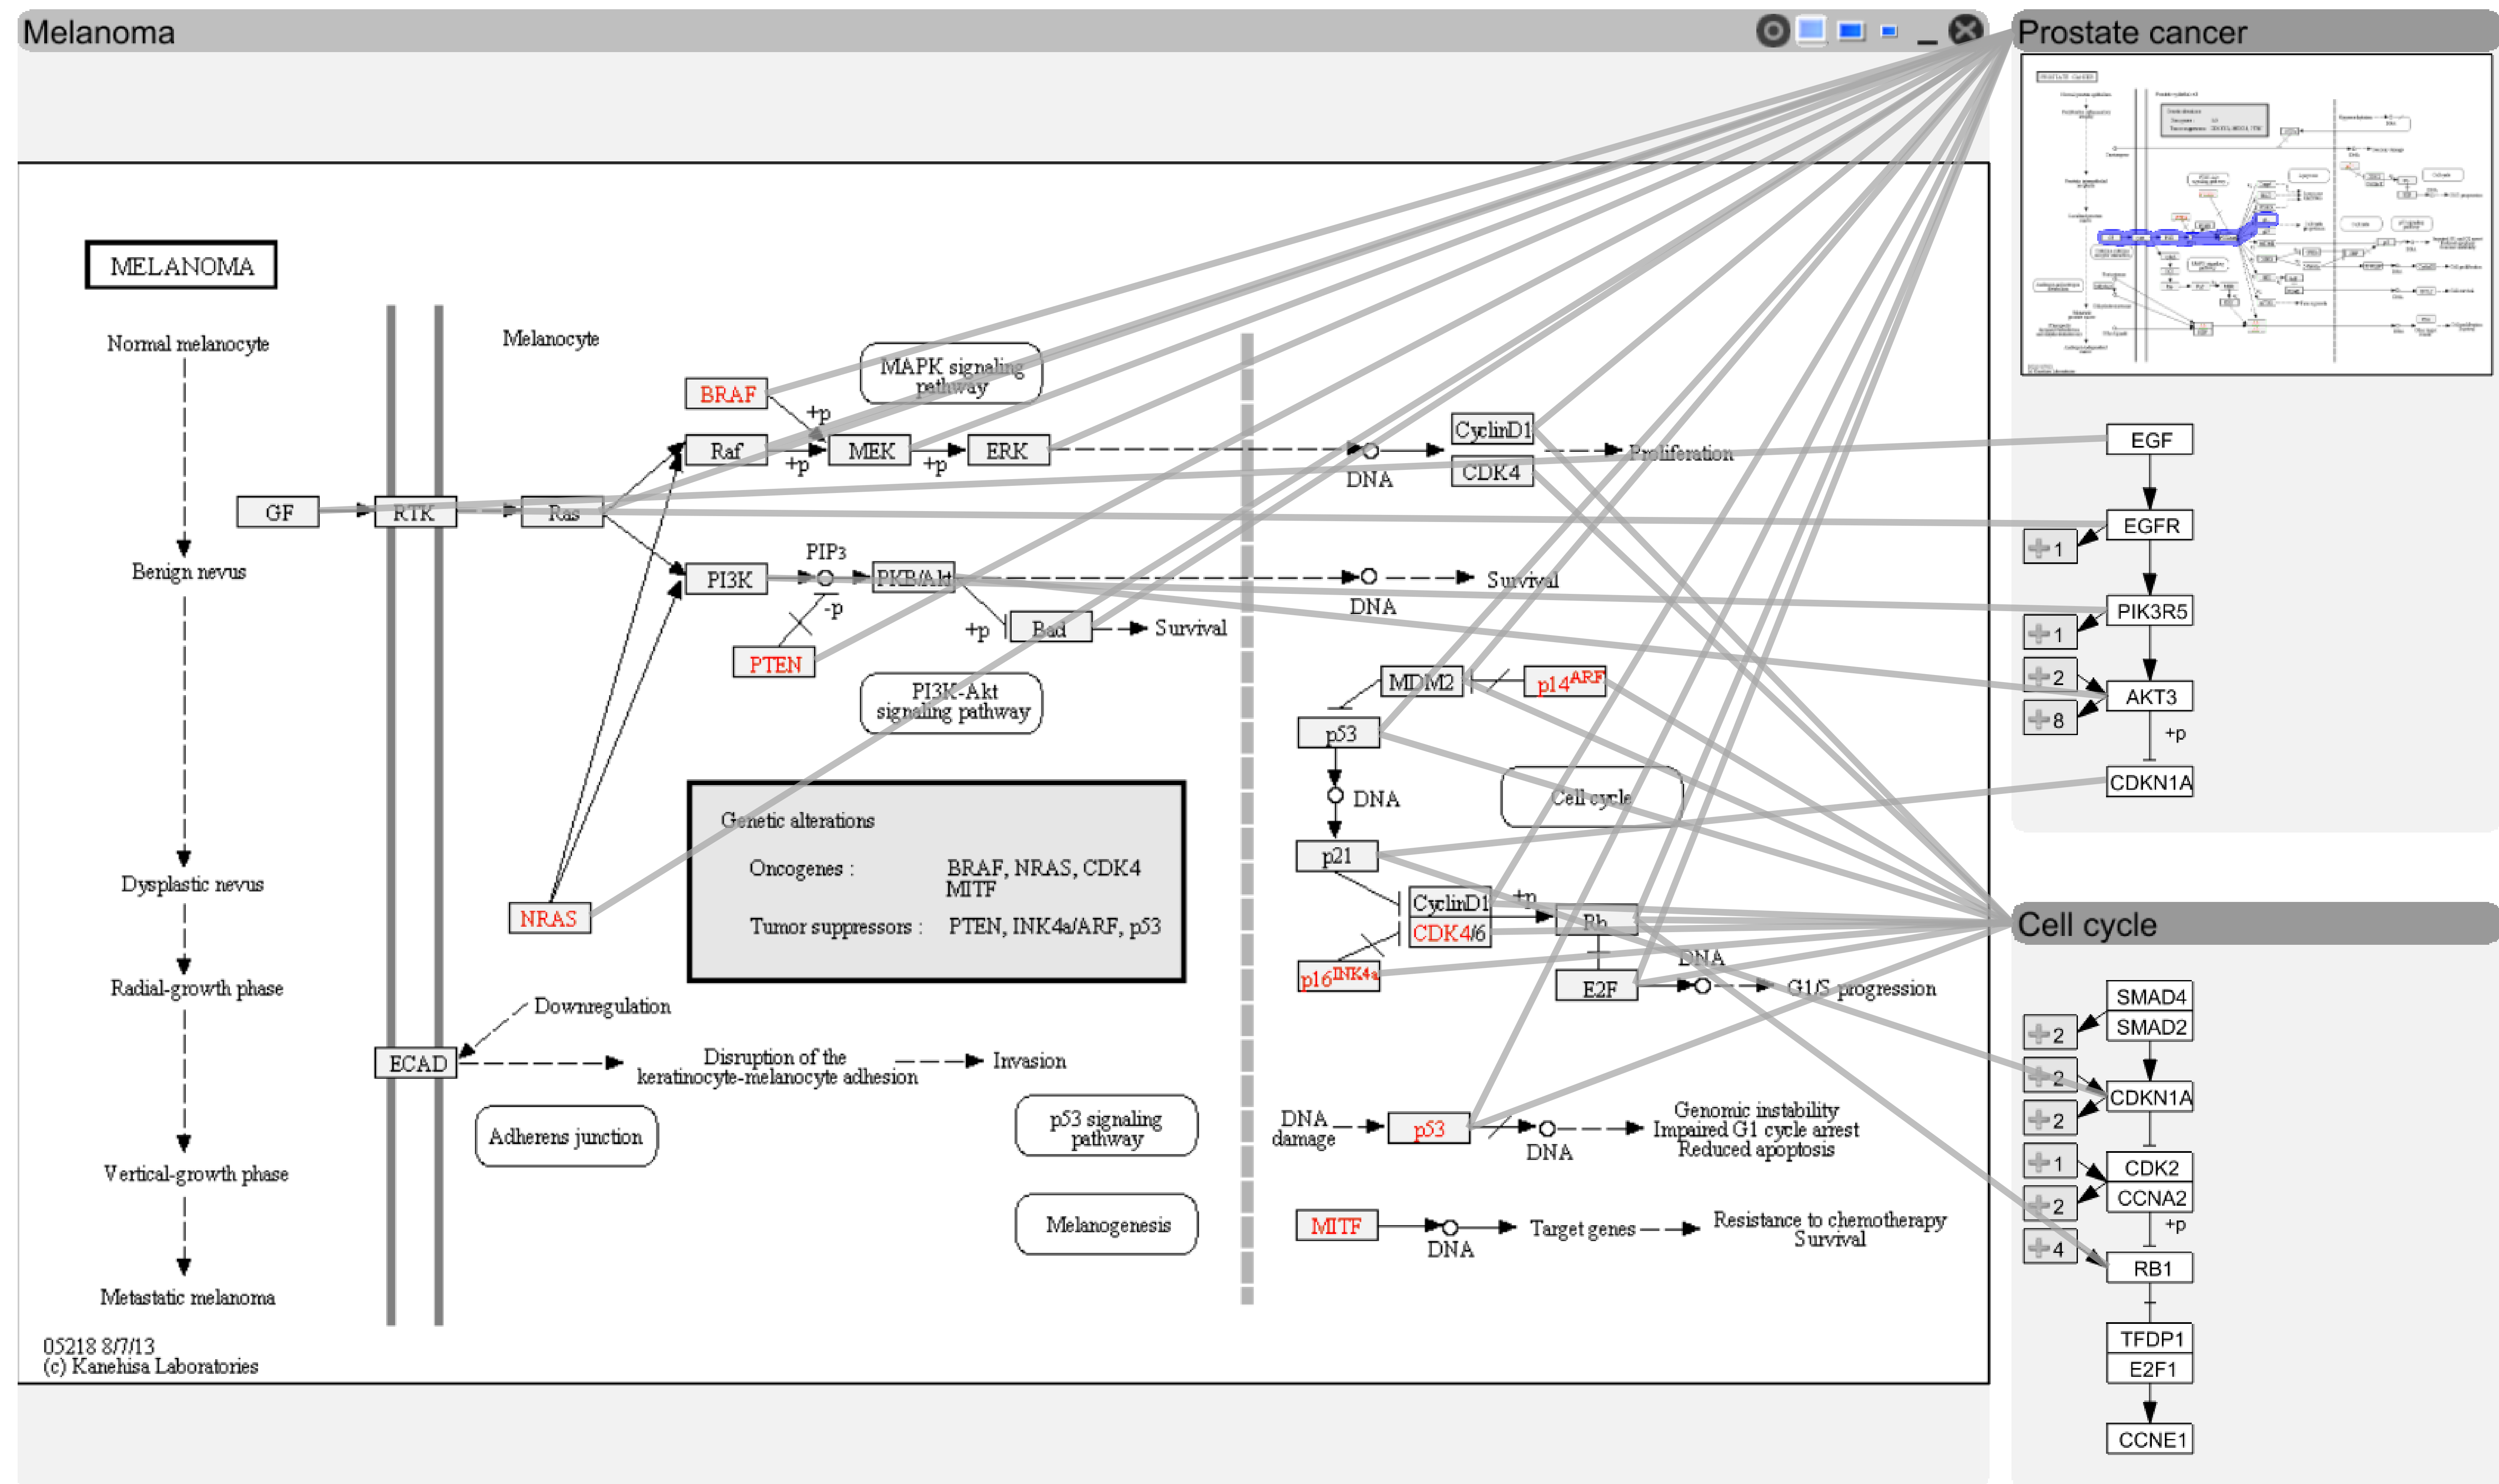 Melanoma
Prostate cancer
PROSTATE CANCER
MELANOMA
Normal melanocyte
Melanocyte
MAPK signaling
pathway
BRAF
+p
Raf
+p
MEK
+p
ERK
DNA
CyclinD1
CDK4
Proliferation
GF
RTK
Ras
PIP3
PI3K
PKB/Akt
-p
DNA
Survival
Benign nevus
+p
Bad
Survival
PTEN
PI3K-Akt
signaling pathway
MDM2
p14ARF
p53
DNA
Cell cycle
p21
Genetic alterations
Oncogenes :
BRAF, NRAS, CDK4
MITF
Tumor suppressors :
PTEN, INK4a/ARF, p53
Dysplastic nevus
NRAS
CyclinD1
+p
Rb
CDK4/6
p16INK4a
DNA
E2F
G1/S progression
Radial-growth phase
Downregulation
ECAD
Disruption of the
keratinocyte-melanocyte adhesion
Invasion
Adherens junction
p53 signaling
pathway
DNA
damage
p53
DNA
Genomic instability
Impaired G1 cycle arrest
Reduced apoptosis
Vertical-growth phase
Melanogenesis
MITF
DNA
Target genes
Resistance to chemotherapy
Survival
Metastatic melanoma
05218 8/7/13
(c) Kanehisa Laboratories
EGF
EGFR
1
PIK3R5
1
2
AKT3
8
+p
CDKN1A
Cell cycle
SMAD4
SMAD2
2
2
CDKN1A
2
1
CDK2
CCNA2
2
+p
4
RB1
TFDP1
E2F1
CCNE1